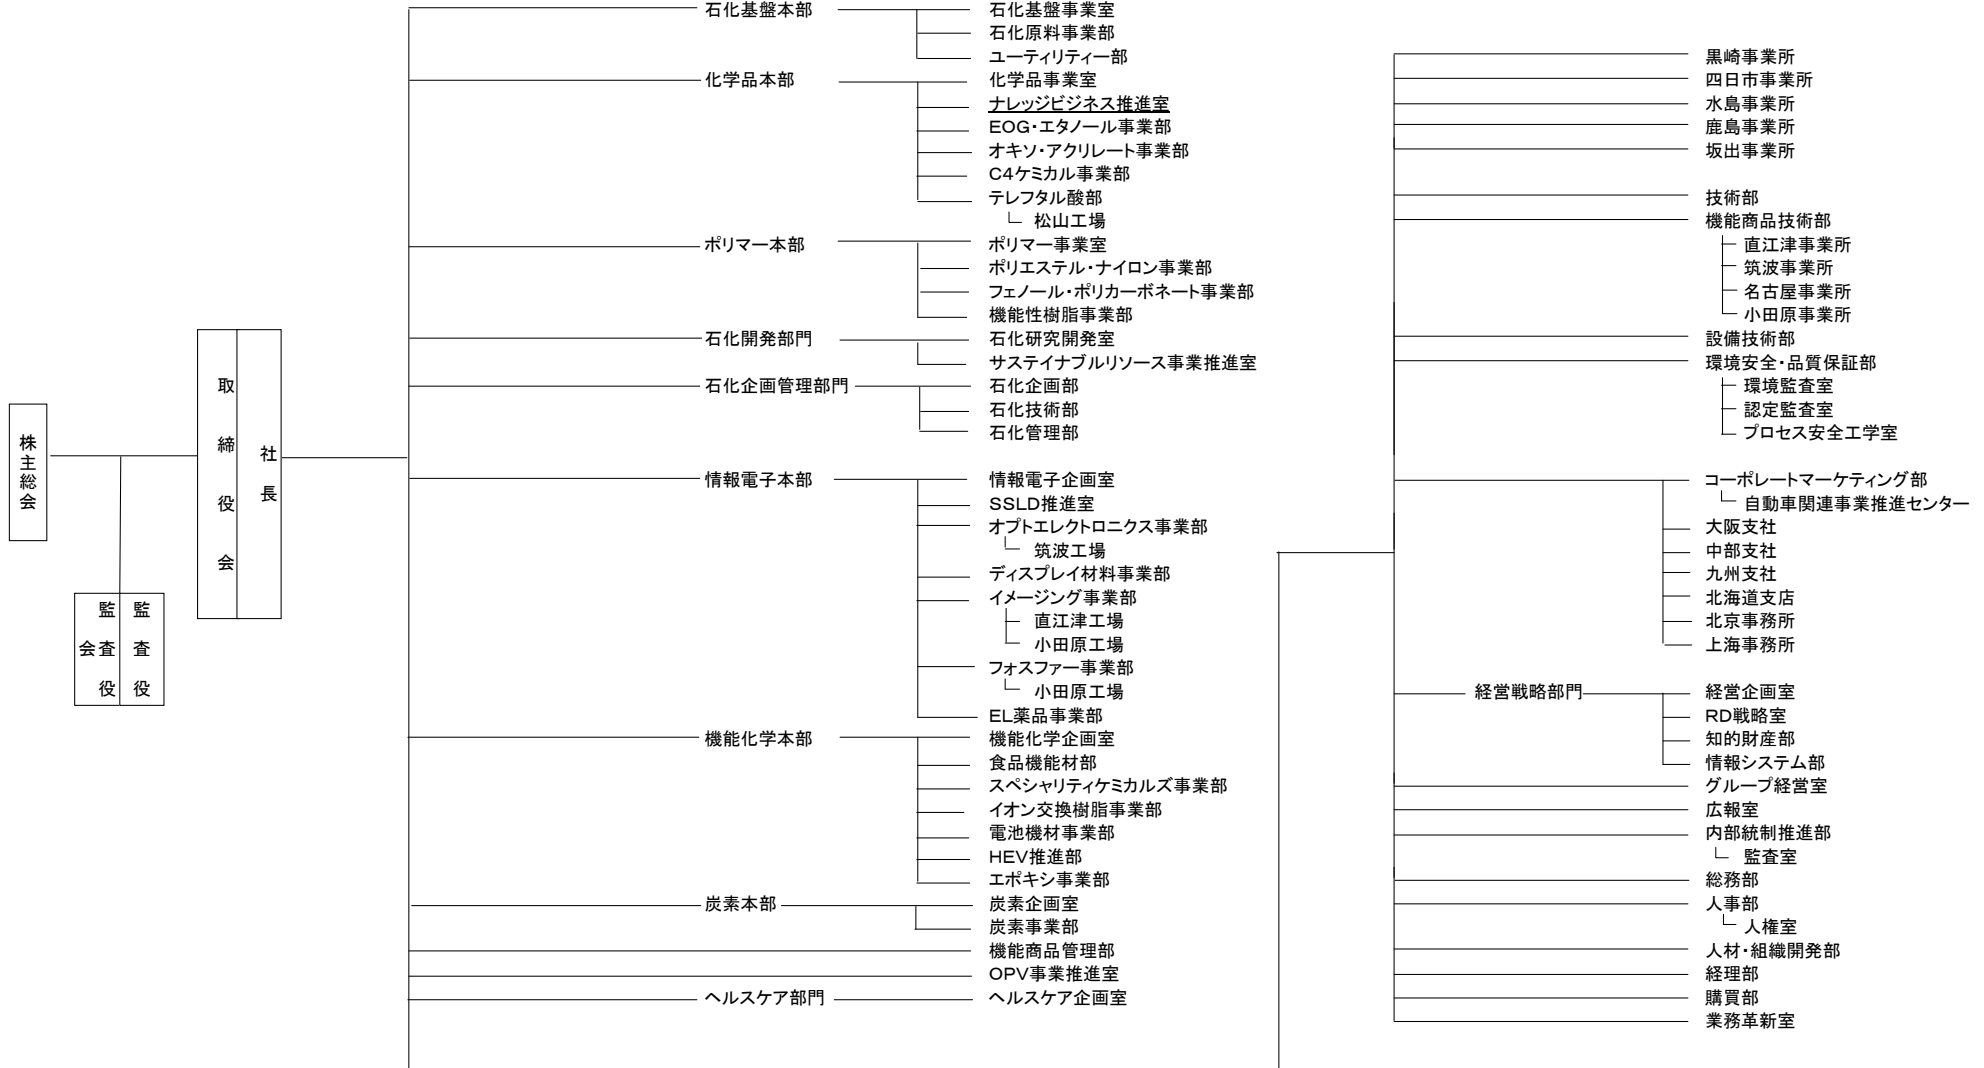 株主総会
監査役会
監査役
取締役会
社長
石化基盤本部
石化基盤事業室
石化原料事業部
ユーティリティー部
化学品本部
化学品事業室
ナレッジビジネス推進室
EOG・エタノール事業部
オキソ・アクリレート事業部
C4ケミカル事業部
テレフタル酸部
松山工場
ポリマー本部
ポリマー事業室
ポリエステル・ナイロン事業部
フェノール・ポリカーボネート事業部
機能性樹脂事業部
石化開発部門
石化研究開発室
サステイナブルリソース事業推進室
石化企画管理部門
石化企画部
石化技術部
石化管理部
情報電子本部
情報電子企画室
SSLD推進室
オプトエレクトロニクス事業部
筑波工場
ディスプレイ材料事業部
イメージング事業部
直江津工場
小田原工場
フォスファー事業部
小田原工場
EL薬品事業部
機能化学本部
機能化学企画室
食品機能材部
スペシャリティケミカルズ事業部
イオン交換樹脂事業部
電池機材事業部
HEV推進部
エポキシ事業部
炭素本部
炭素企画室
炭素事業部
機能商品管理部
OPV事業推進室
ヘルスケア部門
ヘルスケア企画室
黒崎事業所
四日市事業所
水島事業所
鹿島事業所
坂出事業所
技術部
機能商品技術部
直江津事業所
筑波事業所
名古屋事業所
小田原事業所
設備技術部
環境安全・品質保証部
環境監査室
認定監査室
プロセス安全工学室
コーポレートマーケティング部
自動車関連事業推進センター
大阪支社
中部支社
九州支社
北海道支店
北京事務所
上海事務所
経営戦略部門
経営企画室
RD戦略室
知的財産部
情報システム部
グループ経営室
広報室
内部統制推進部
監査室
総務部
人事部
人権室
人材・組織開発部
経理部
購買部
業務革新室